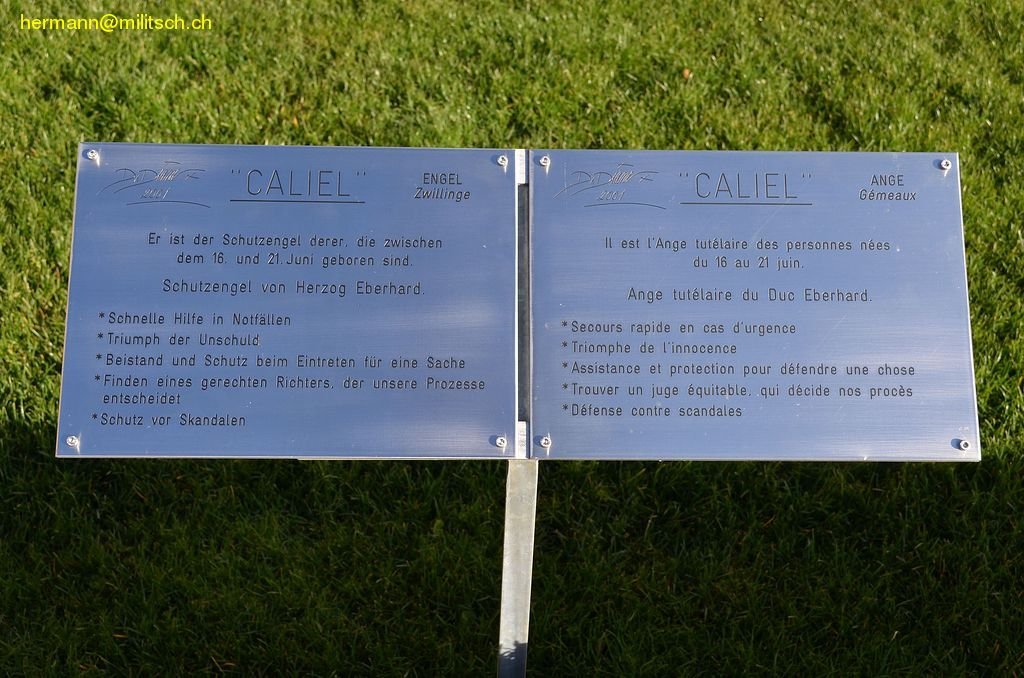 hermann@militsch.ch
2001
"CALIEL"
ENGEL
Zwillinge
Er ist der Schutzengel derer, die zwischen
dem 16. und 21. Juni geboren sind.
Schutzengel von Herzog Eberhard.
*Schnelle Hilfe in Notfällen
*Triumph der Unschuld
*Beistand und Schutz beim Eintreten für eine Sache
*Finden eines gerechten Richters, der unsere Prozesse
entscheidet
*Schutz vor Skandalen
2001
"CALIEL"
ANGE
Gémeaux
Il est l'Ange tutélaire des personnes nées
du 16 au 21 juin.
Ange tutélaire du Duc Eberhard.
*Secours rapide en cas d'urgence
*Triomphe de l'innocence
*Assistance et protection pour défendre une chose
*Trouver un juge équitable, qui décide nos procès
*Défense contre scandales